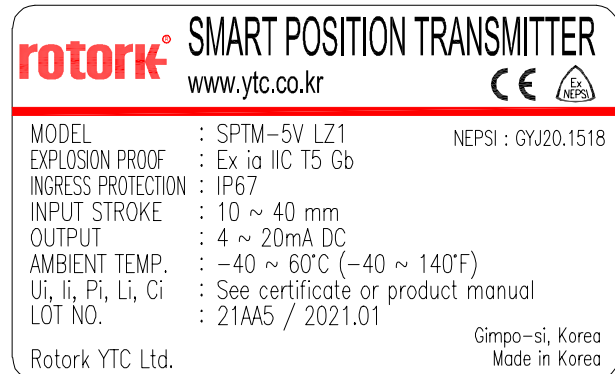 rotork® SMART POSITION TRANSMITTER
www.ytc.co.kr CE Ex NEPSI
MODEL : SPTM-5V LZ1 NEPSI : GYJ20.1518
EXPLOSION PROOF : Ex ia IIC T5 Gb
INGRESS PROTECTION : IP67
INPUT STROKE : 10 ~ 40 mm
OUTPUT : 4 ~ 20mA DC
AMBIENT TEMP. : -40 ~ 60°C (-40 ~ 140°F)
Ui, Ii, Pi, Li, Ci : See certificate or product manual
LOT NO. : 21AA5 / 2021.01
Gimpo-si, Korea
Rotork YTC Ltd. Made in Korea